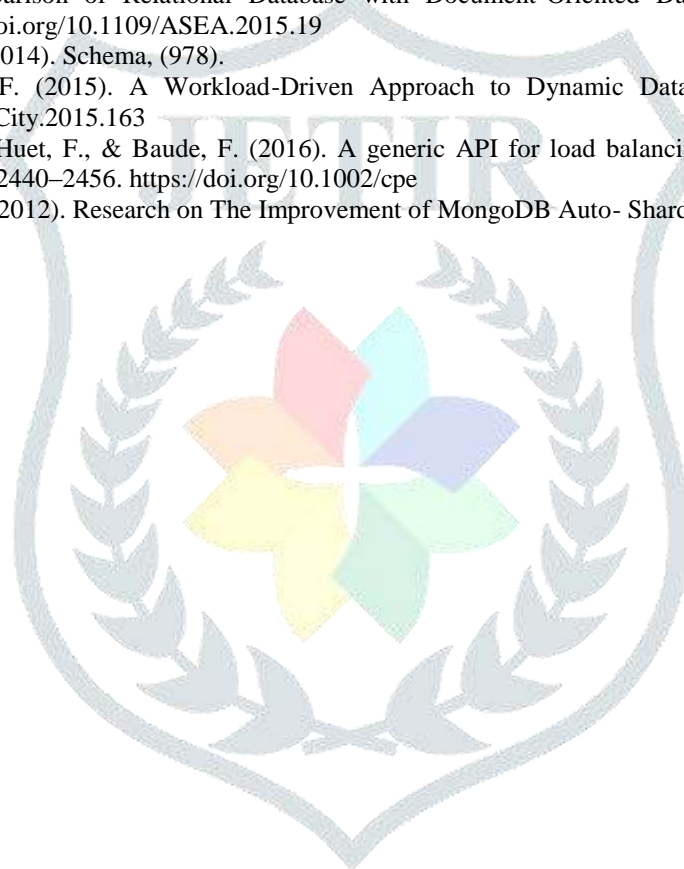 arison of Relational Database with Document-Oriented Da
oi.org/10.1109/ASEA.2015.19
014). Schema, (978).
F. (2015). A Workload-Driven Approach to Dynamic Data
City.2015.163
Huet, F., & Baude, F. (2016). A generic API for load balanci
2440–2456. https://doi.org/10.1002/cpe
2012). Research on The Improvement of MongoDB Auto- Shard
JETIR